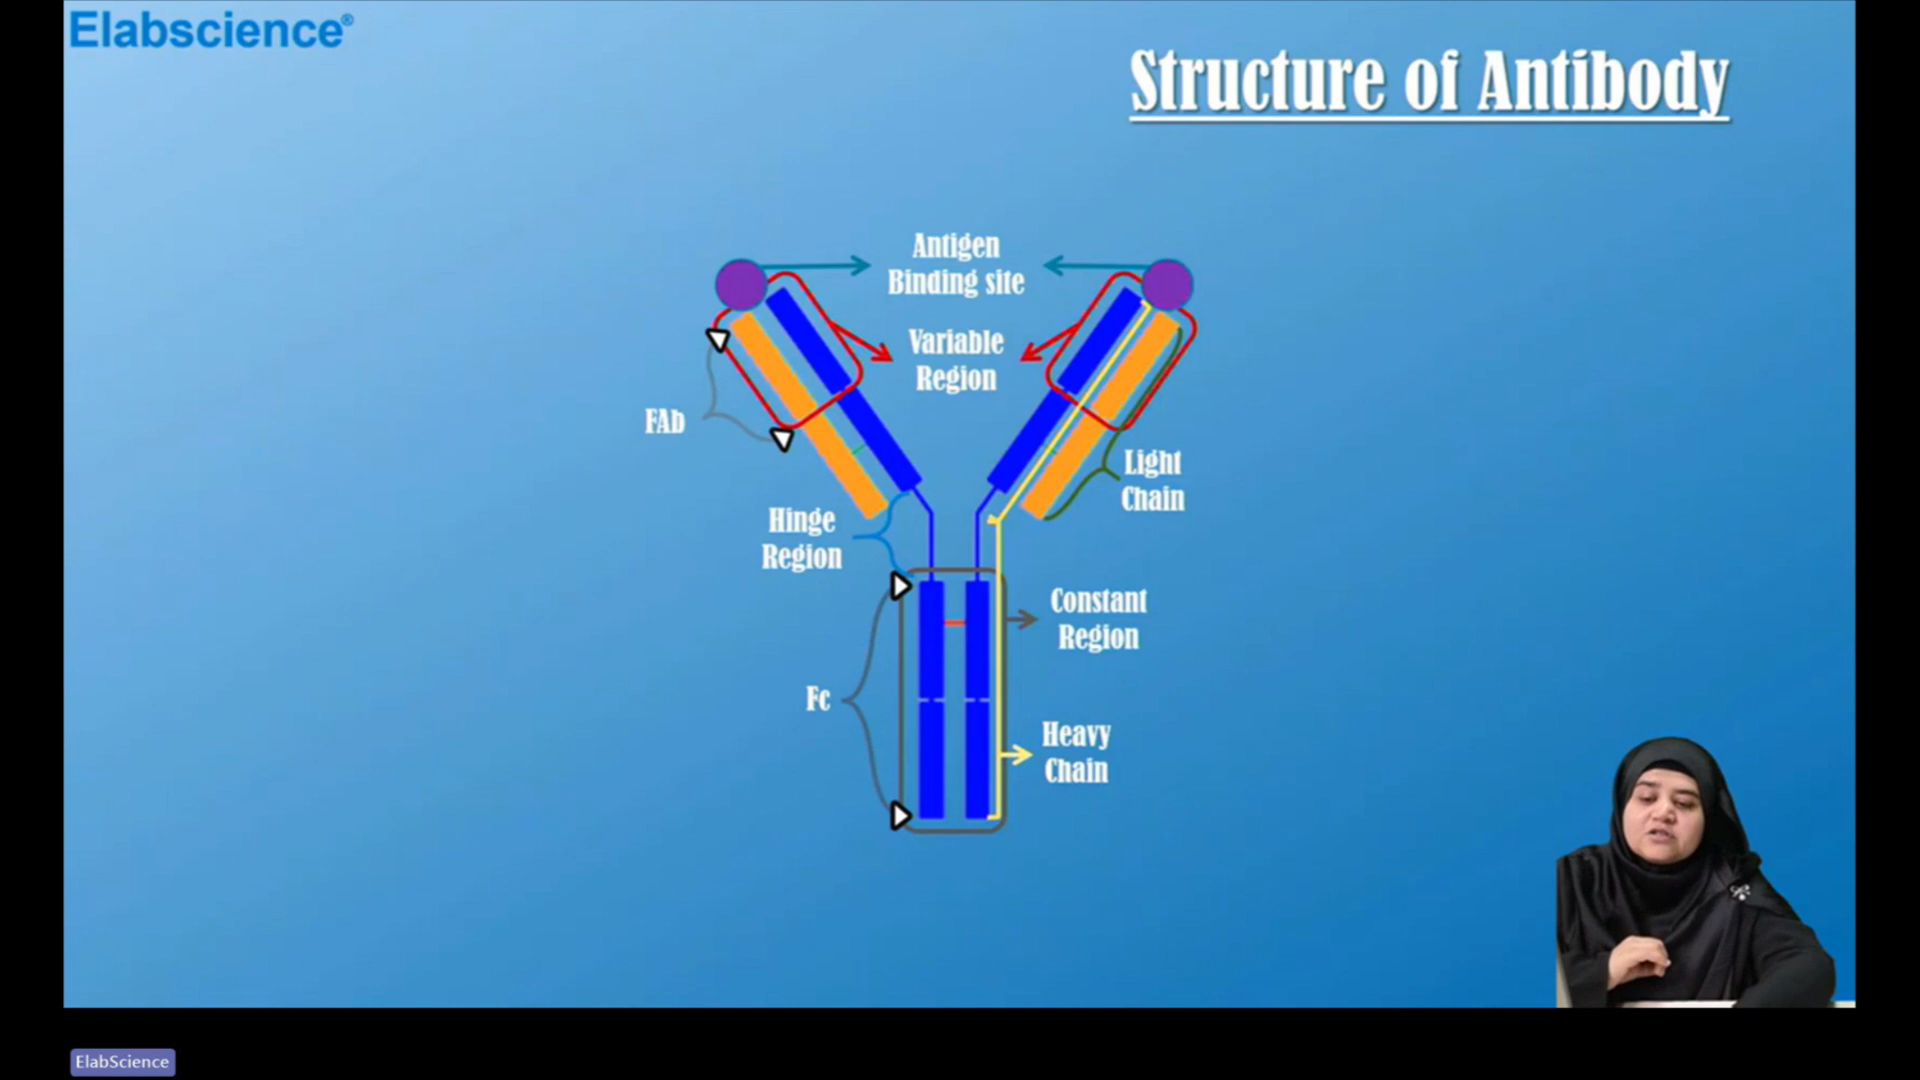 Elabscience®
Structure of Antibody
Antigen
Binding site
Variable
Region
FAb
Light
Chain
Hinge
Region
Constant
Region
Fc
Heavy
Chain
ElabScience